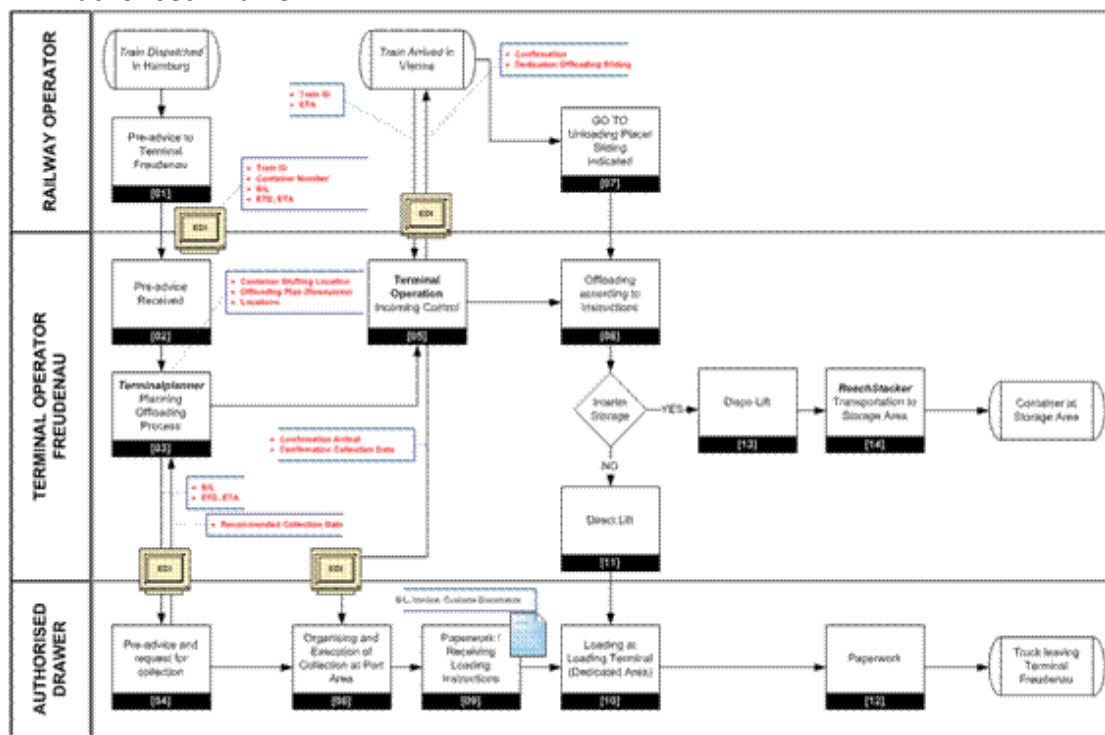 RAILWAY OPERATOR
Train Dispatched
in Hamburg
Pre-advice to
Terminal
Freudenau
[01]
Train ID
Container Number
B/L
ETD, ETA
EDI
Train ID
ETA
Train Arrived in
Vienna
Confirmation
Dedication Offloading Sliding
EDI
GO TO
Unloading Place/
Sliding
Indicated
[07]
TERMINAL OPERATOR
FREUDENAU
Pre-advice
Received
[02]
Container Stuffing Location
Offloading Plan (Resources)
Locations
Terminalplanner
Planning
Offloading
Process
[03]
Terminal
Operation
Incoming Control
[05]
Offloading
according to
Instructions
Interim
Storage
YES
NO
Dispo Lift
[13]
ReachStacker
Transportation to
Storage Area
[14]
Container at
Storage Area
Confirmation Arrival
Confirmation Collection Date
B/L
ETD, ETA
Recommended Collection Date
Direct Lift
[11]
EDI
EDI
AUTHORISED
DRAWER
Pre-advice and
request for
collection
[04]
Organising and
Execution of
Collection at Port
Area
Paperwork /
Receiving
Loading
Instructions
[09]
Loading at
Loading Terminal
(Dedicated Area)
[10]
Paperwork
[12]
Truck leaving
Terminal
Freudenau